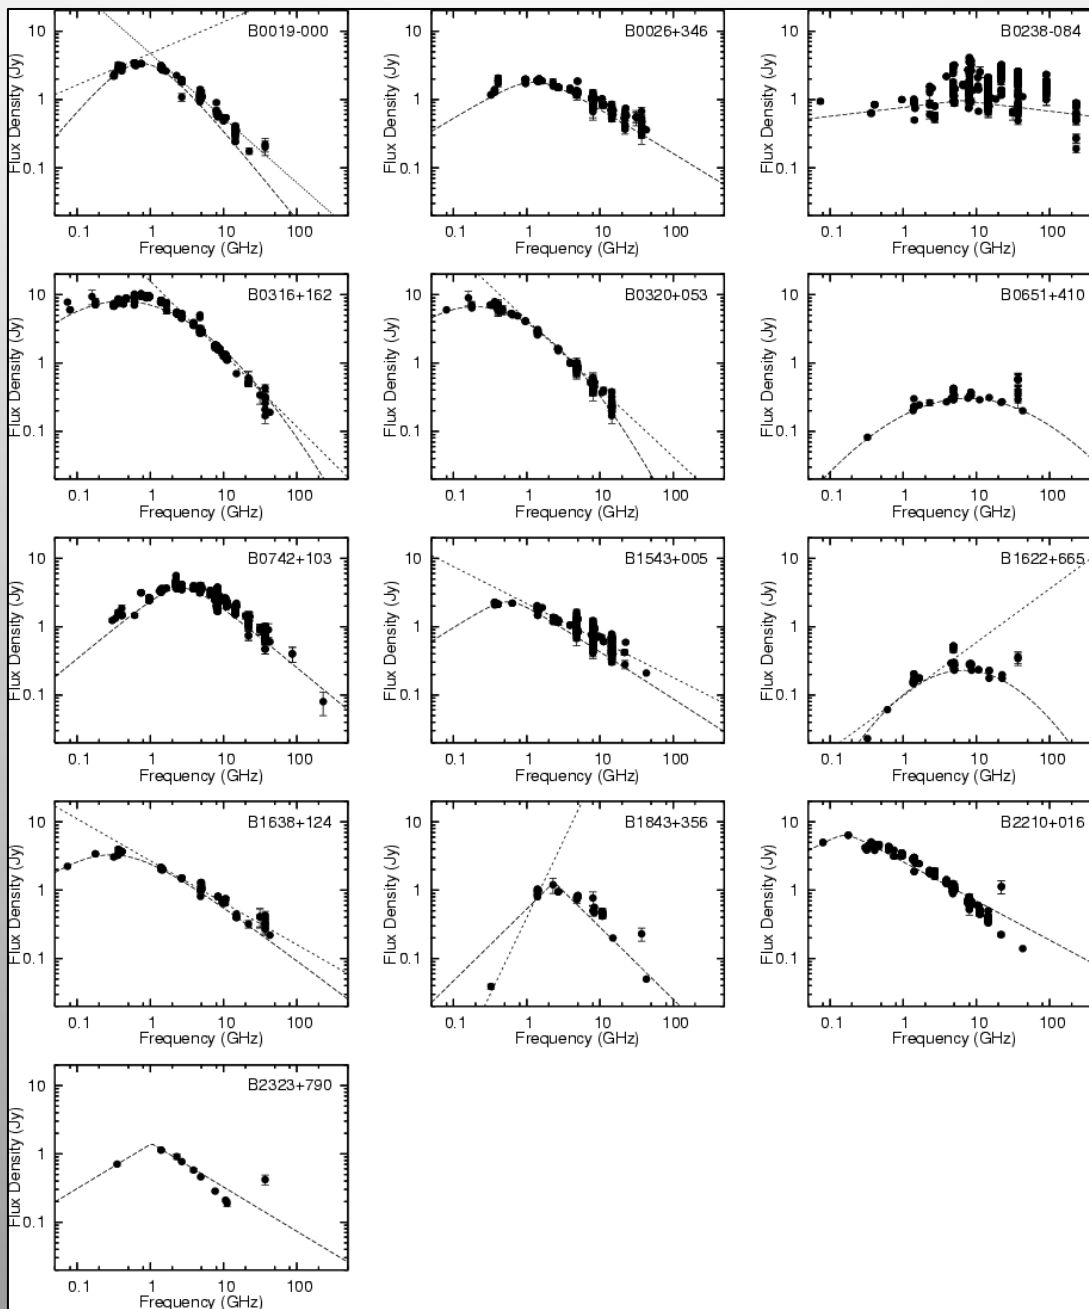 B0019-000
Flux Density (Jy)
10
1
0.1
0.1 1 10 100
Frequency (GHz)
B0026+346
Flux Density (Jy)
10
1
0.1
0.1 1 10 100
Frequency (GHz)
B0238-084
Flux Density (Jy)
10
1
0.1
0.1 1 10 100
Frequency (GHz)
B0316+162
Flux Density (Jy)
10
1
0.1
0.1 1 10 100
Frequency (GHz)
B0320+053
Flux Density (Jy)
10
1
0.1
0.1 1 10 100
Frequency (GHz)
B0651+410
Flux Density (Jy)
10
1
0.1
0.1 1 10 100
Frequency (GHz)
B0742+103
Flux Density (Jy)
10
1
0.1
0.1 1 10 100
Frequency (GHz)
B1543+005
Flux Density (Jy)
10
1
0.1
0.1 1 10 100
Frequency (GHz)
B1622+665
Flux Density (Jy)
10
1
0.1
0.1 1 10 100
Frequency (GHz)
B1638+124
Flux Density (Jy)
10
1
0.1
0.1 1 10 100
Frequency (GHz)
B1843+356
Flux Density (Jy)
10
1
0.1
0.1 1 10 100
Frequency (GHz)
B2210+016
Flux Density (Jy)
10
1
0.1
0.1 1 10 100
Frequency (GHz)
B2323+790
Flux Density (Jy)
10
1
0.1
0.1 1 10 100
Frequency (GHz)